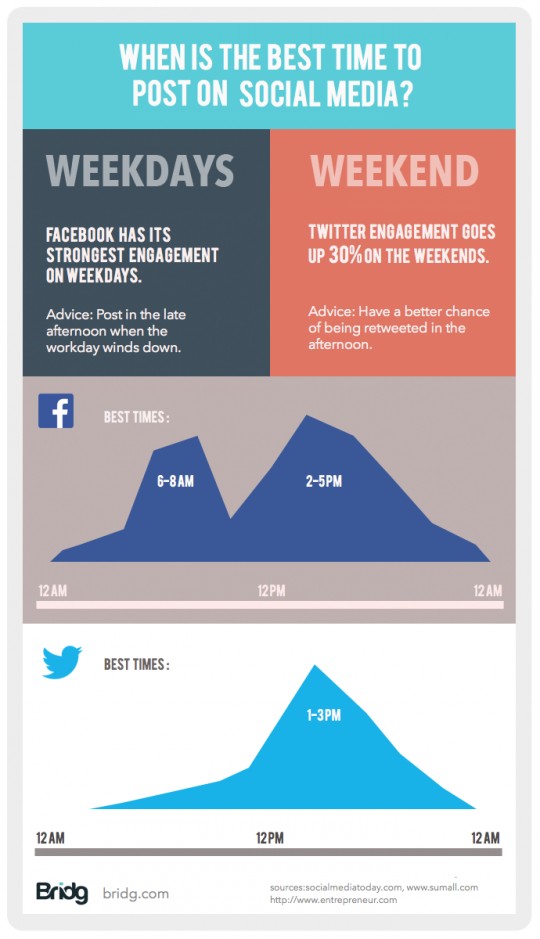 WHEN IS THE BEST TIME TO
POST ON SOCIAL MEDIA?
WEEKDAYS
FACEBOOK HAS ITS
STRONGEST ENGAGEMENT
ON WEEKDAYS.
Advice: Post in the late
afternoon when the
workday winds down.
WEEKEND
TWITTER ENGAGEMENT GOES
UP 30% ON THE WEEKENDS.
Advice: Have a better chance
of being retweeted in the
afternoon.
f
BEST TIMES :
6-8 AM
2-5PM
12 AM
12PM
12 AM
BEST TIMES :
1-3PM
12 AM
12 PM
12 AM
Bridg
bridg.com
sources:socialmediatoday.com, www.sumall.com
http://www.entrepreneur.com